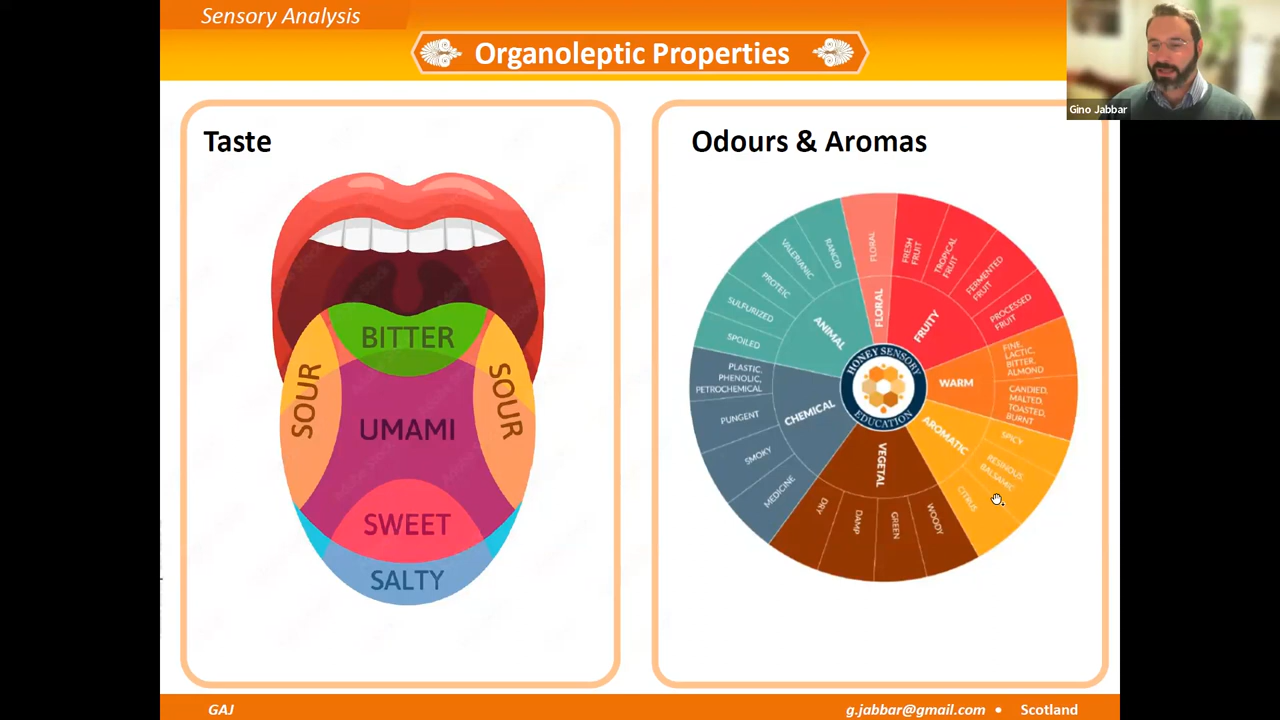 Sensory Analysis
Organoleptic Properties
Gino Jabbar
Taste
BITTER
SOUR
SOUR
UMAMI
SWEET
SALTY
Odours & Aromas
FLORAL
FLORAL
FRUITY
FRESH
FRUIT
TROPICAL
FRUIT
FERMENTED
FRUIT
PROCESSED
FRUIT
WARM
FINE,
LACTIC,
BITTER,
ALMOND
CANDIED,
MALTED,
TOASTED,
BURNT
AROMATIC
SPICY
RESINOUS,
BALSAMIC
CITRUS
VEGETAL
WOODY
GREEN
DAMP
DRY
CHEMICAL
MEDICINE
SMOKY
PUNGENT
PLASTIC,
PHENOLIC,
PETROCHEMICAL
ANIMAL
SPOILED
SULFURIZED
PROTEIC
VALERIANIC
RANCID
HONEY SENSORY
EDUCATION
GAJ
g.jabbar@gmail.com • Scotland